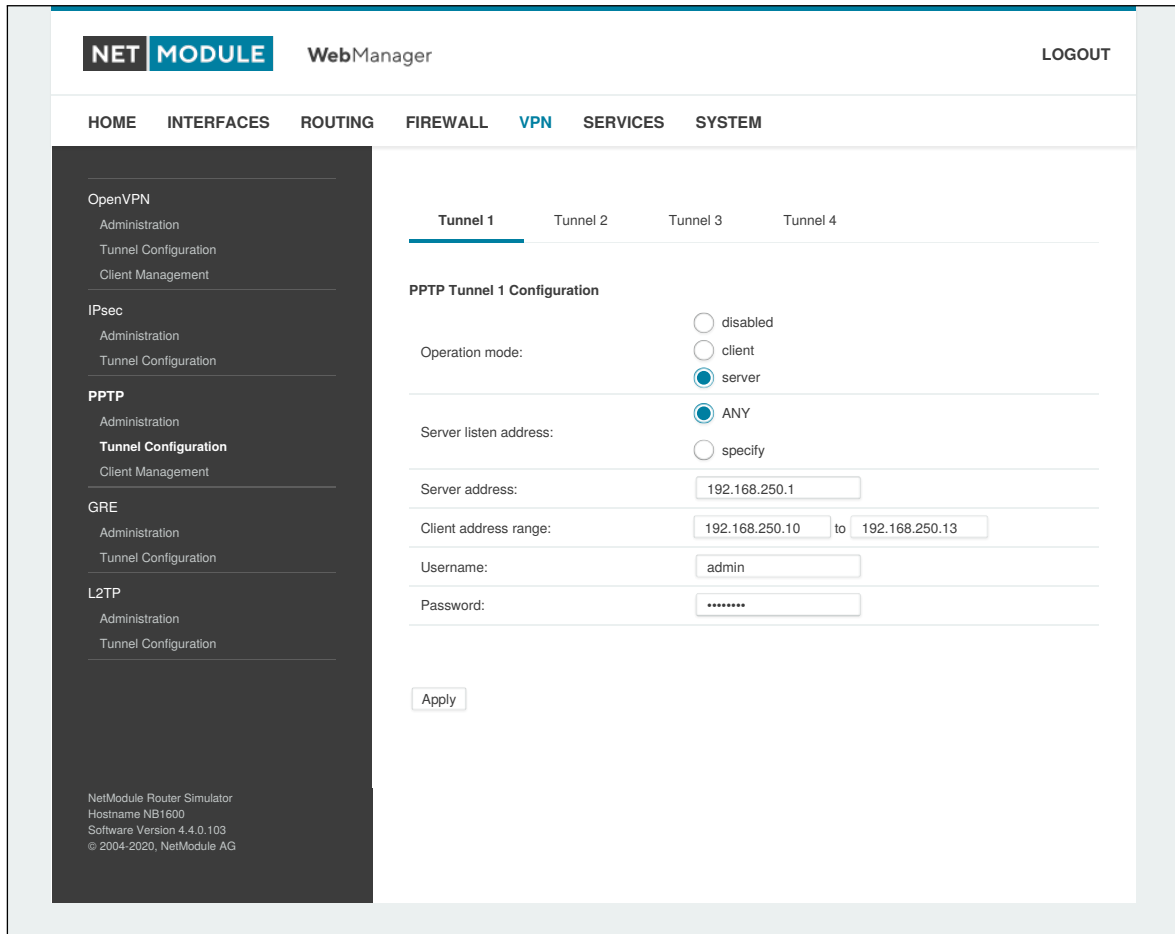 NET MODULE WebManager LOGOUT
HOME INTERFACES ROUTING FIREWALL VPN SERVICES SYSTEM
OpenVPN
Administration
Tunnel Configuration
Client Management
IPsec
Administration
Tunnel Configuration
PPTP
Administration
Tunnel Configuration
Client Management
GRE
Administration
Tunnel Configuration
L2TP
Administration
Tunnel Configuration
NetModule Router Simulator
Hostname NB1600
Software Version 4.4.0.103
© 2004-2020, NetModule AG
Tunnel 1 Tunnel 2 Tunnel 3 Tunnel 4
PPTP Tunnel 1 Configuration
Operation mode:
disabled
client
server
Server listen address:
ANY
specify
Server address: 192.168.250.1
Client address range: 192.168.250.10 to 192.168.250.13
Username: admin
Password: ••••••••
Apply